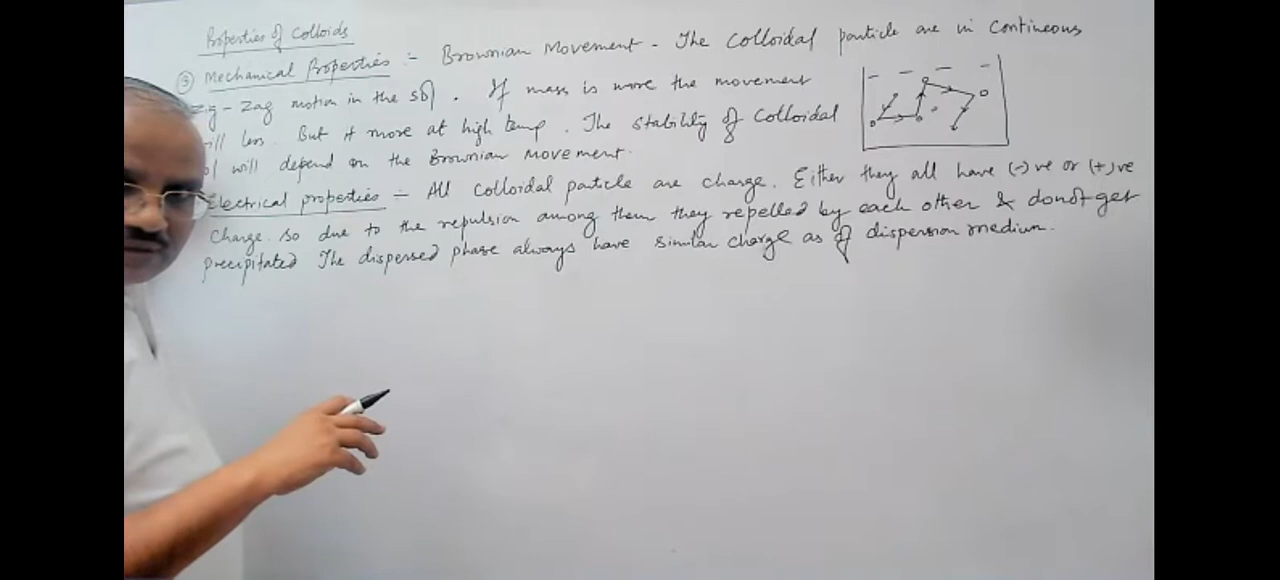 Properties of Colloids
③ Mechanical Properties :- Brownian Movement - The Colloidal particle are in Contineous
Zig-Zag motion in the sol. If mass is more the movement
ill less. But it more at high temp. The stability of Colloidal
ol will depend on the Brownian Movement.
Electrical properties :- All Colloidal particle are charge. Either they all have (-)ve or (+)ve
Charge. So due to the repulsion among them they repelled by each other & donot get
precipitated The dispersed phase always have similar charge as of dispersion medium.